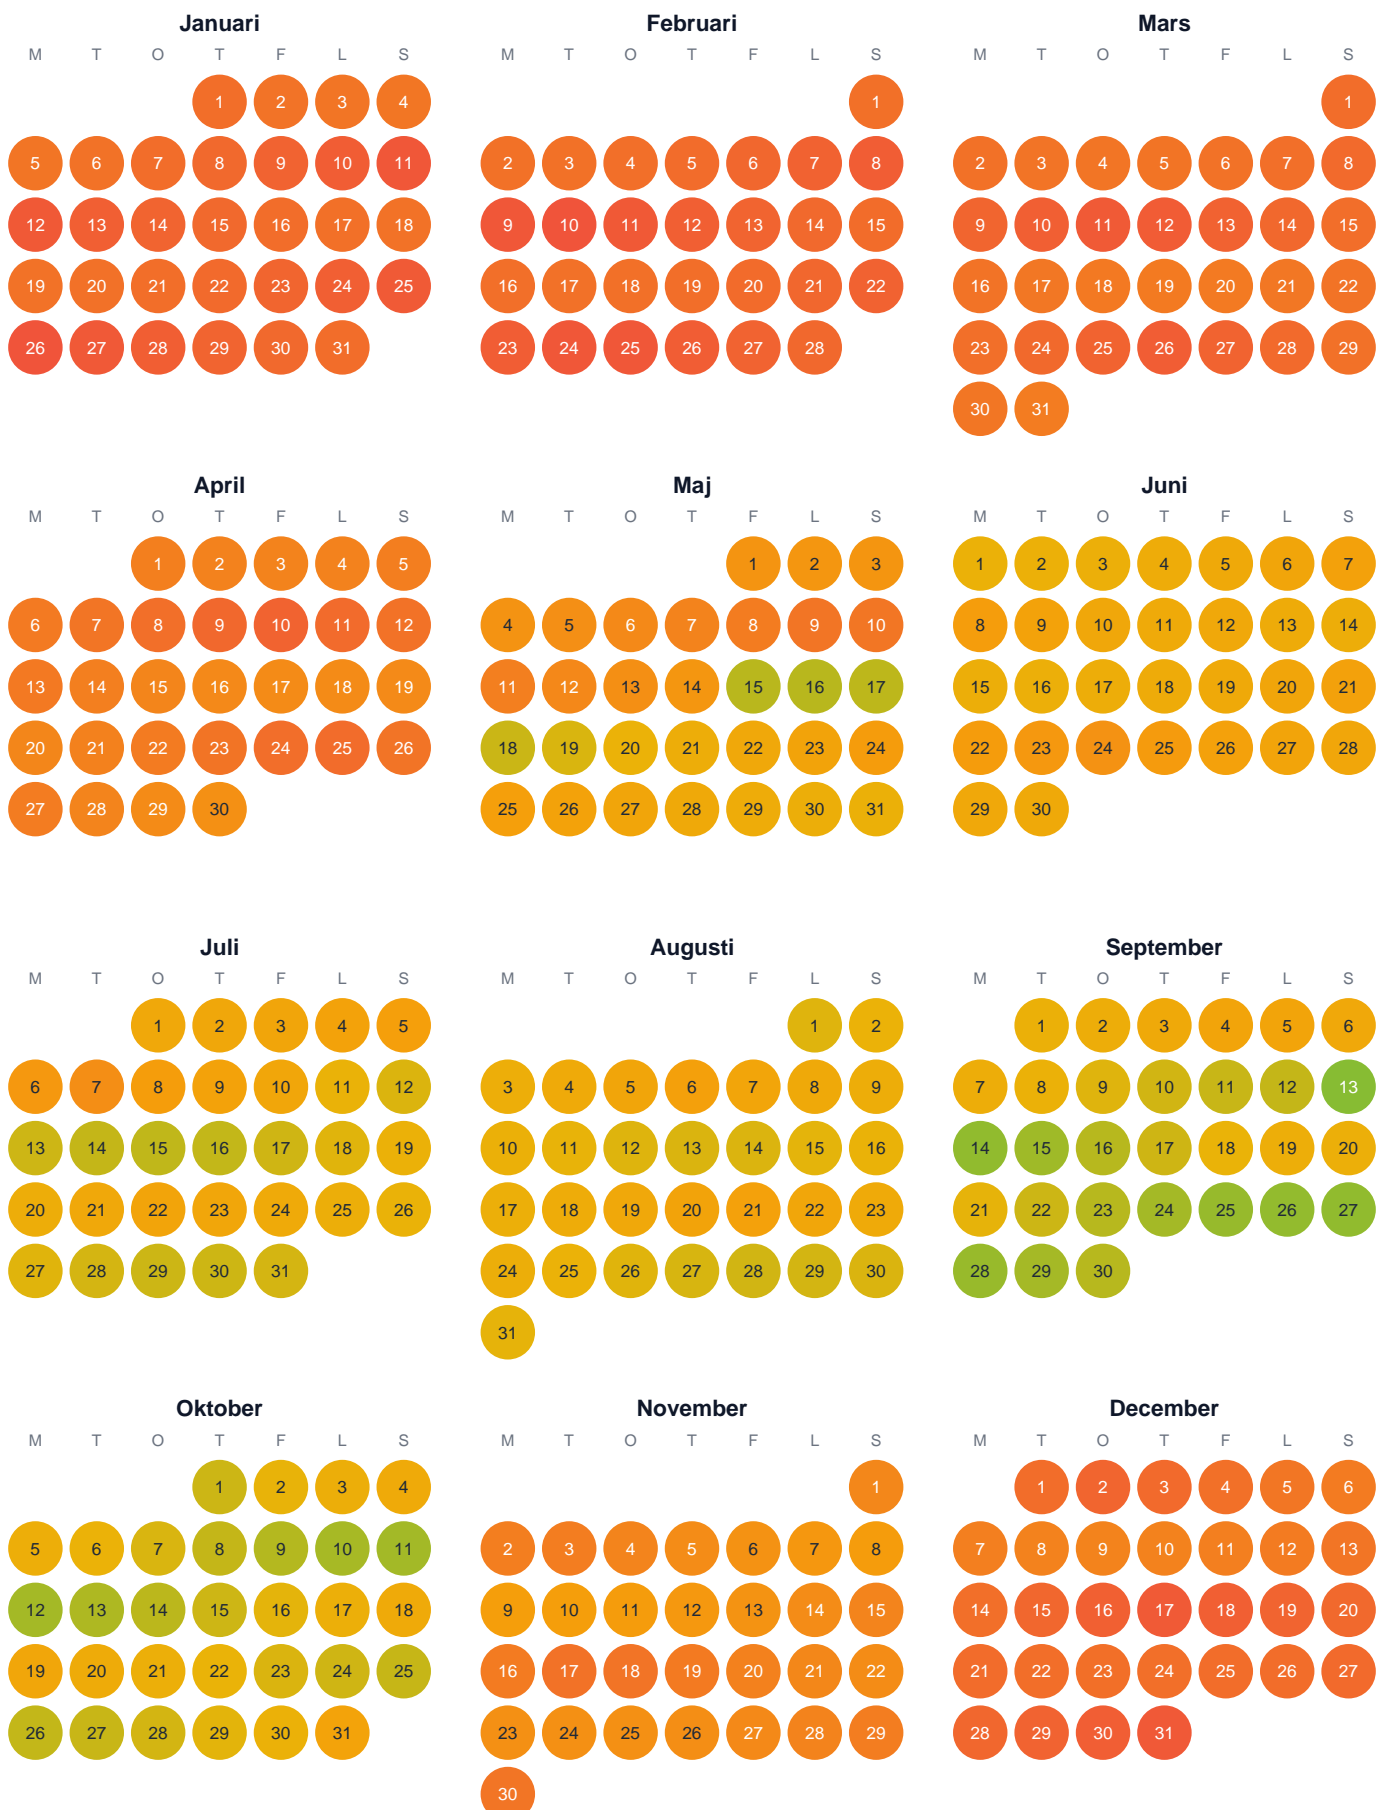 Januari
M T O T F L S
1 2 3 4
5 6 7 8 9 10 11
12 13 14 15 16 17 18
19 20 21 22 23 24 25
26 27 28 29 30 31
Februari
M T O T F L S
1
2 3 4 5 6 7 8
9 10 11 12 13 14 15
16 17 18 19 20 21 22
23 24 25 26 27 28
Mars
M T O T F L S
1
2 3 4 5 6 7 8
9 10 11 12 13 14 15
16 17 18 19 20 21 22
23 24 25 26 27 28 29
30 31
April
M T O T F L S
1 2 3 4 5
6 7 8 9 10 11 12
13 14 15 16 17 18 19
20 21 22 23 24 25 26
27 28 29 30
Maj
M T O T F L S
1 2 3
4 5 6 7 8 9 10
11 12 13 14 15 16 17
18 19 20 21 22 23 24
25 26 27 28 29 30 31
Juni
M T O T F L S
1 2 3 4 5 6 7
8 9 10 11 12 13 14
15 16 17 18 19 20 21
22 23 24 25 26 27 28
29 30
Juli
M T O T F L S
1 2 3 4 5
6 7 8 9 10 11 12
13 14 15 16 17 18 19
20 21 22 23 24 25 26
27 28 29 30 31
Augusti
M T O T F L S
1 2
3 4 5 6 7 8 9
10 11 12 13 14 15 16
17 18 19 20 21 22 23
24 25 26 27 28 29 30
31
September
M T O T F L S
1 2 3 4 5 6
7 8 9 10 11 12 13
14 15 16 17 18 19 20
21 22 23 24 25 26 27
28 29 30
Oktober
M T O T F L S
1 2 3 4
5 6 7 8 9 10 11
12 13 14 15 16 17 18
19 20 21 22 23 24 25
26 27 28 29 30 31
November
M T O T F L S
1
2 3 4 5 6 7 8
9 10 11 12 13 14 15
16 17 18 19 20 21 22
23 24 25 26 27 28 29
30
December
M T O T F L S
1 2 3 4 5 6
7 8 9 10 11 12 13
14 15 16 17 18 19 20
21 22 23 24 25 26 27
28 29 30 31